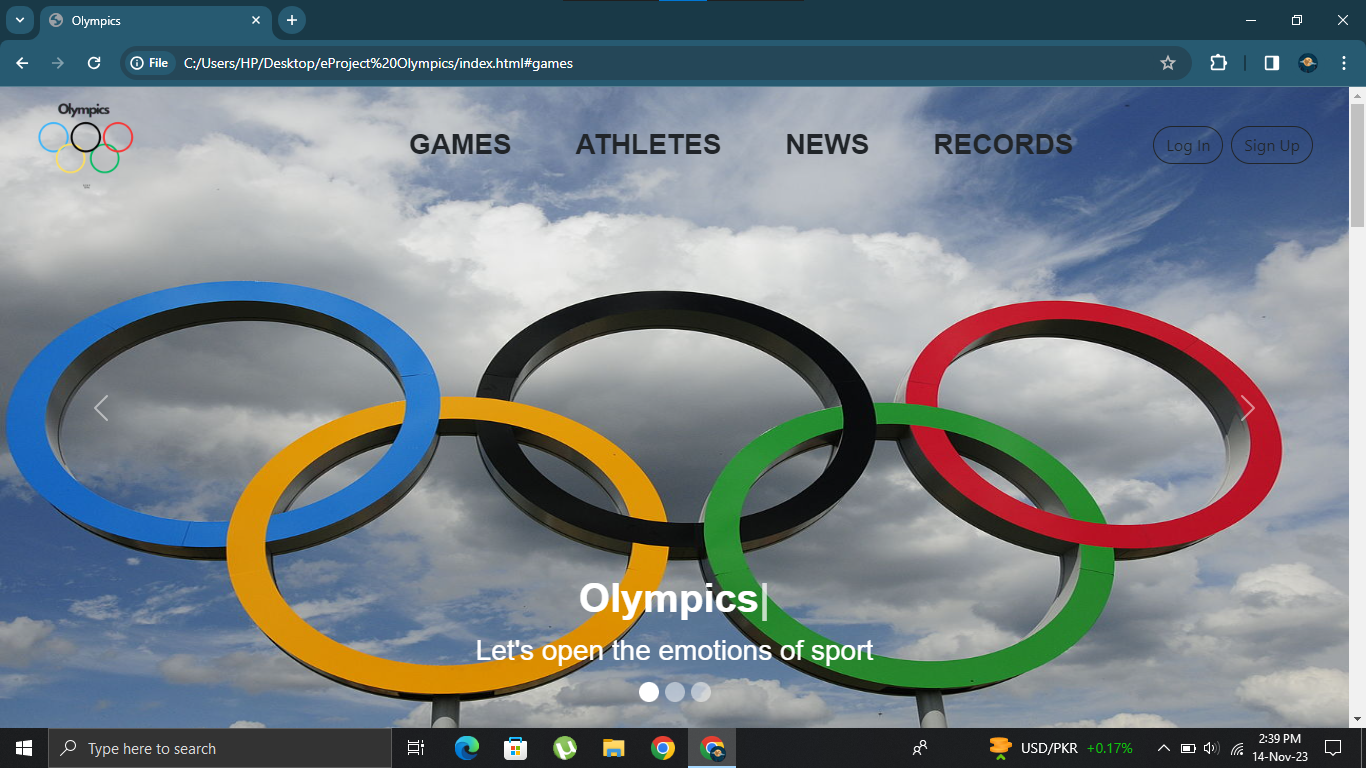 Olympics
File
C:/Users/HP/Desktop/eProject%20Olympics/index.html#games
Olympics
GAMES ATHLETES NEWS RECORDS Log In Sign Up
Olympics
Let's open the emotions of sport
Type here to search
USD/PKR +0.17%
2:39 PM
14-Nov-23